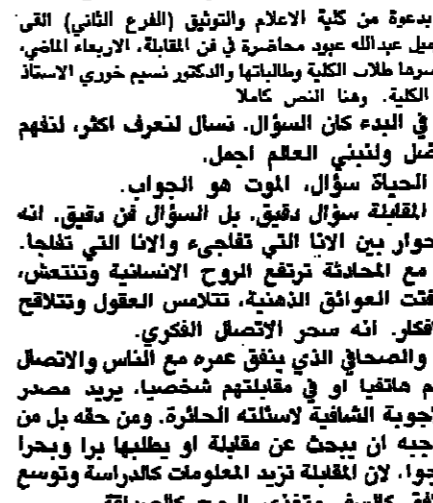 بدعوة من كلية الاعلام والتوثيق (الفرع الثاني) القى
ميل عبدالله عبود محاضرة في فن المقابلة، الاربعاء الماضي،
سرها طلاب الكلية وطالباتها والدكتور نسيم خوري الاستاذ
الكلية. وهنا النص كاملا
في البدء كان السؤال. نسأل لنعرف اكثر، لنفهم
ضل ولنبني العالم اجمل.
الحياة سؤال، الموت هو الجواب.
المقابلة سؤال دقيق. بل السؤال فن دقيق. انه
حوار بين الانا التي تفاجىء والانا التي تفاجأ.
مع المحادثة ترتفع الروح الانسانية وتنتعش،
فتت العوائق الذهنية، تتلامس العقول وتتلاقح
فكار. انه سحر الاتصال الفكري.
والصحافي الذي ينفق عمره مع الناس والاتصال
م هاتفيا او في مقابلتهم شخصيا، يريد مصدر
لاجوبة الشافية لاسئلته الحائرة. ومن حقه بل من
جبه ان يبحث عن مقابلة او يطلبها برا وبحرا
جوا. لان المقابلة تزيد المعلومات كالدراسة وتوسع
كالسفر وتغذي الروح كالصداقة